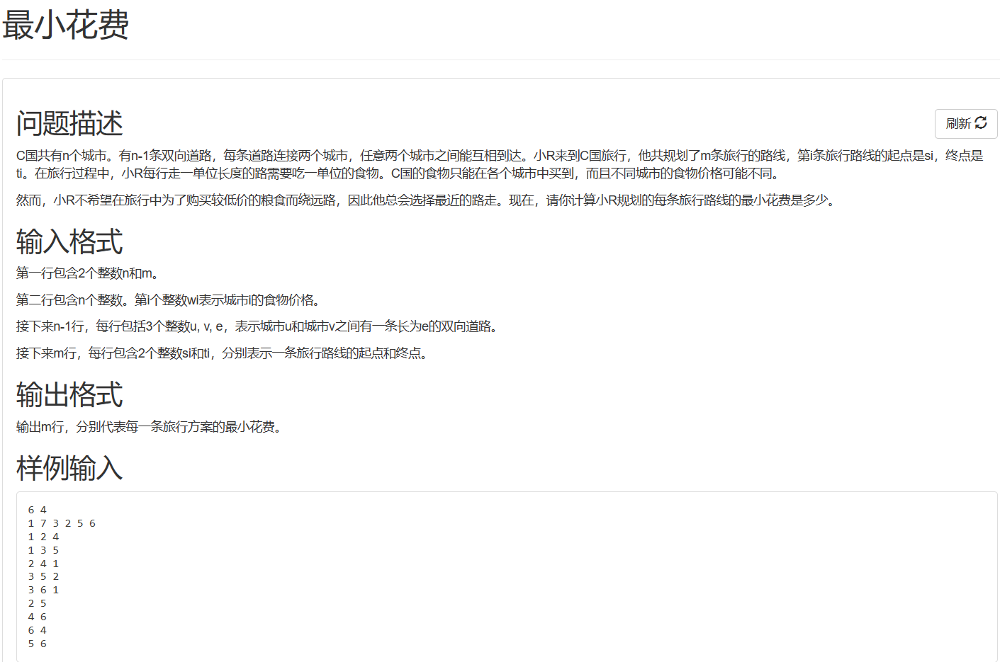 最小花费
问题描述
刷新
C国共有n个城市。有n-1条双向道路，每条道路连接两个城市，任意两个城市之间能互相到达。小R来到C国旅行，他共规划了m条旅行的路线，第i条旅行路线的起点是si，终点是
ti。在旅行过程中，小R每行走一单位长度的路需要吃一单位的食物。C国的食物只能在各个城市中买到，而且不同城市的食物价格可能不同。
然而，小R不希望在旅行中为了购买较低价的粮食而绕远路，因此他总会选择最近的路走。现在，请你计算小R规划的每条旅行路线的最小花费是多少。
输入格式
第一行包含2个整数n和m。
第二行包含n个整数。第i个整数wi表示城市i的食物价格。
接下来n-1行，每行包括3个整数u, v, e，表示城市u和城市v之间有一条长为e的双向道路。
接下来m行，每行包含2个整数si和ti，分别表示一条旅行路线的起点和终点。
输出格式
输出m行，分别代表每一条旅行方案的最小花费。
样例输入
6 4
1 7 3 2 5 6
1 2 4
1 3 5
2 4 1
3 5 2
3 6 1
2 5
4 6
6 4
5 6